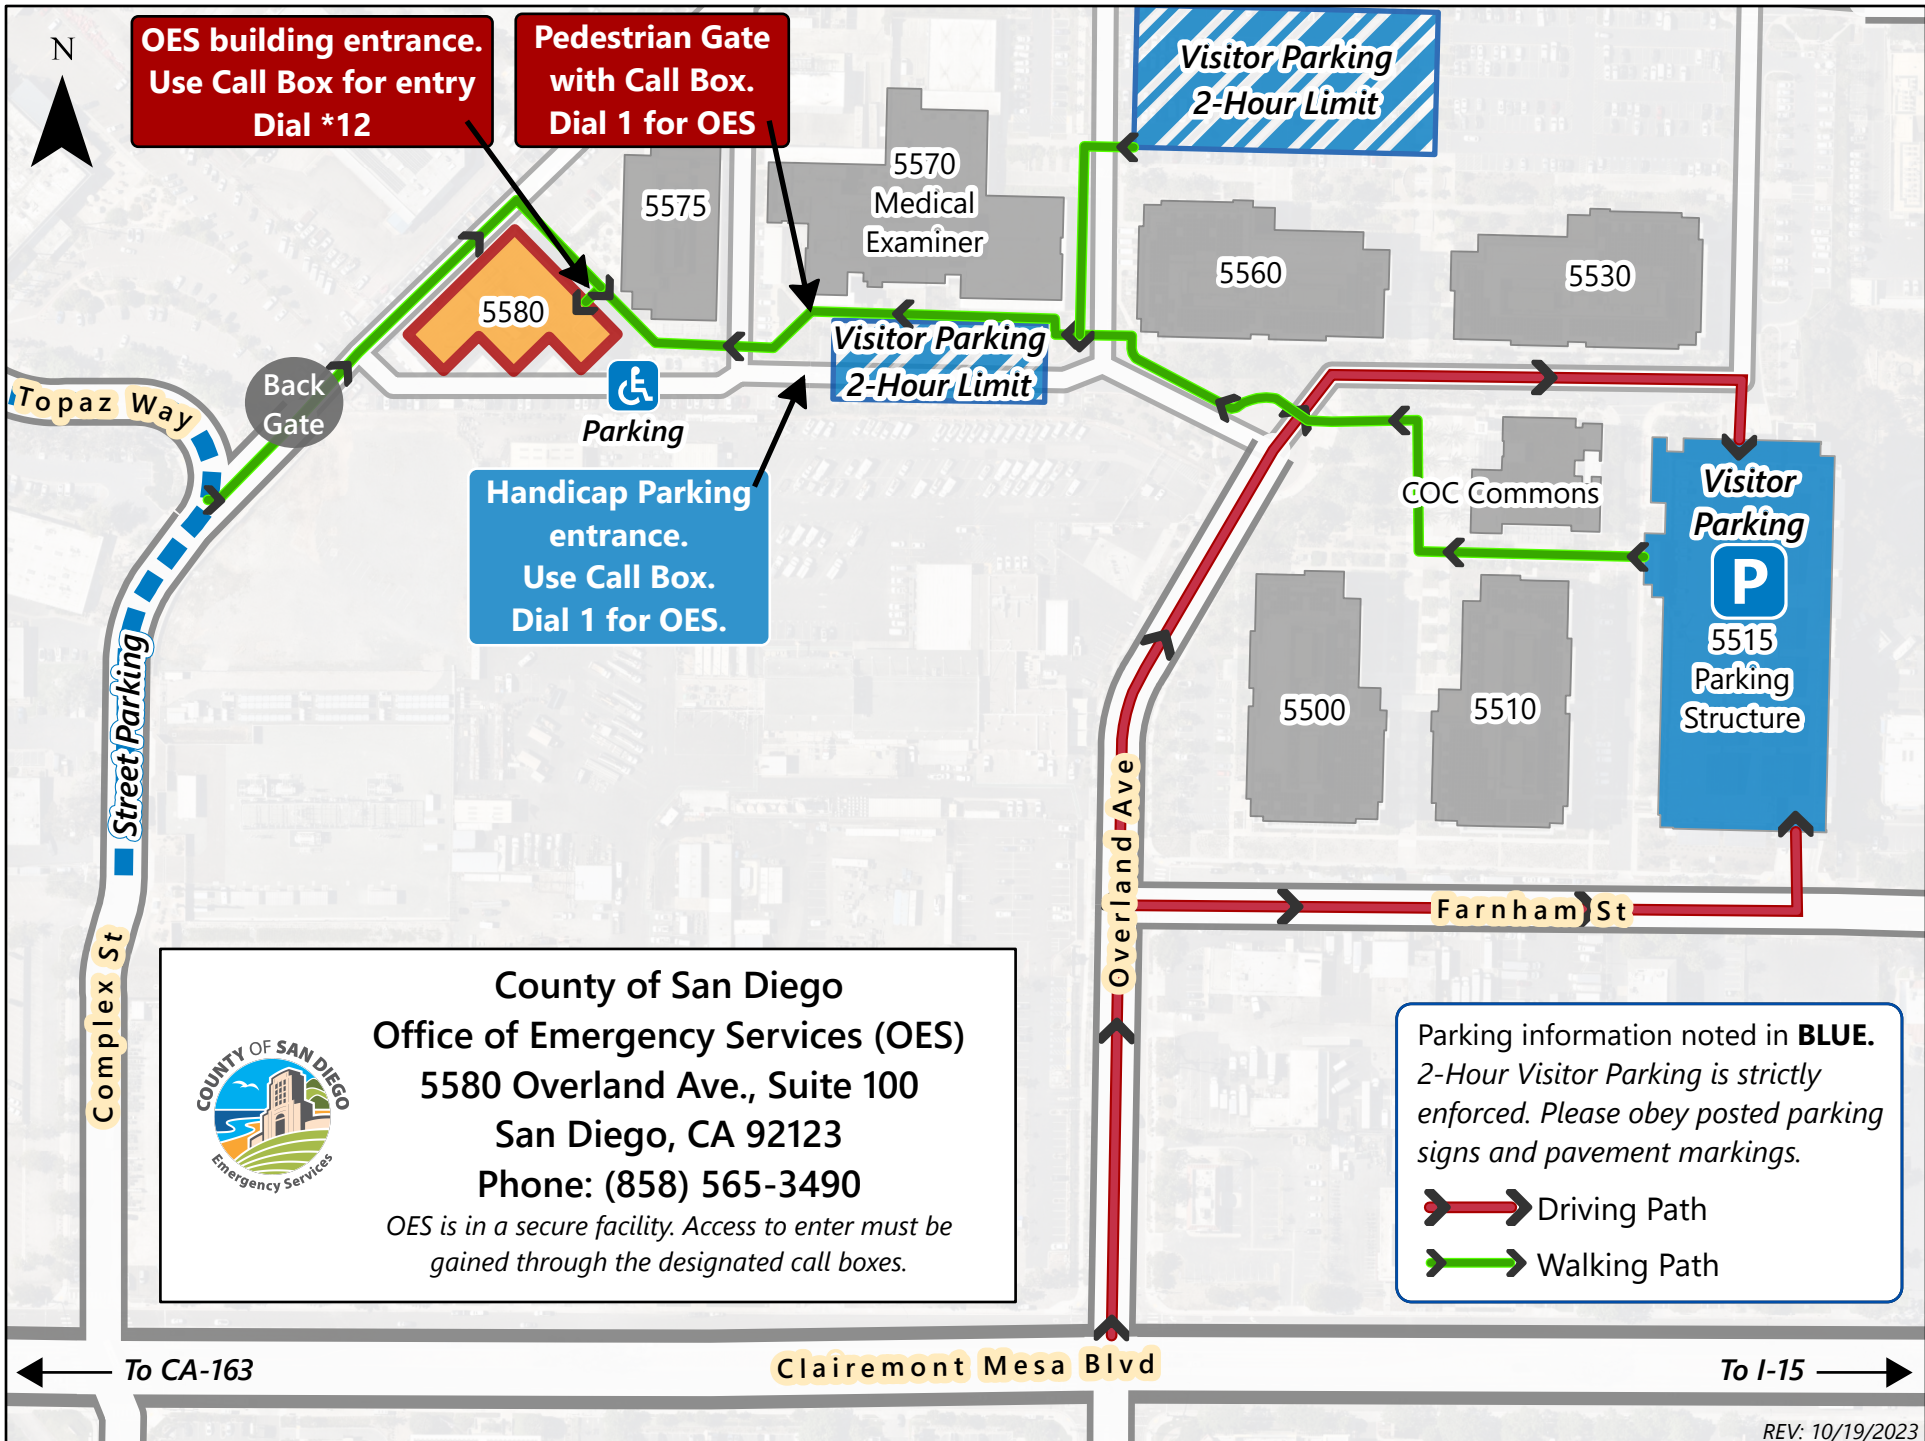 N
OES building entrance.
Use Call Box for entry
Dial *12
Pedestrian Gate
with Call Box.
Dial 1 for OES
Visitor Parking
2-Hour Limit
5575
5570
Medical
Examiner
5560
5530
5580
Visitor Parking
2-Hour Limit
Back
Gate
Topaz Way
Parking
Handicap Parking
entrance.
Use Call Box.
Dial 1 for OES.
COC Commons
Visitor
Parking
P
5515
Parking
Structure
5500
5510
Street Parking
Overland Ave
Farnham St
Complex St
County of San Diego
Office of Emergency Services (OES)
5580 Overland Ave., Suite 100
San Diego, CA 92123
Phone: (858) 565-3490
OES is in a secure facility. Access to enter must be
gained through the designated call boxes.
COUNTY OF SAN DIEGO
Emergency Services
Parking information noted in BLUE.
2-Hour Visitor Parking is strictly
enforced. Please obey posted parking
signs and pavement markings.
Driving Path
Walking Path
To CA-163
Clairemont Mesa Blvd
To I-15
REV: 10/19/2023